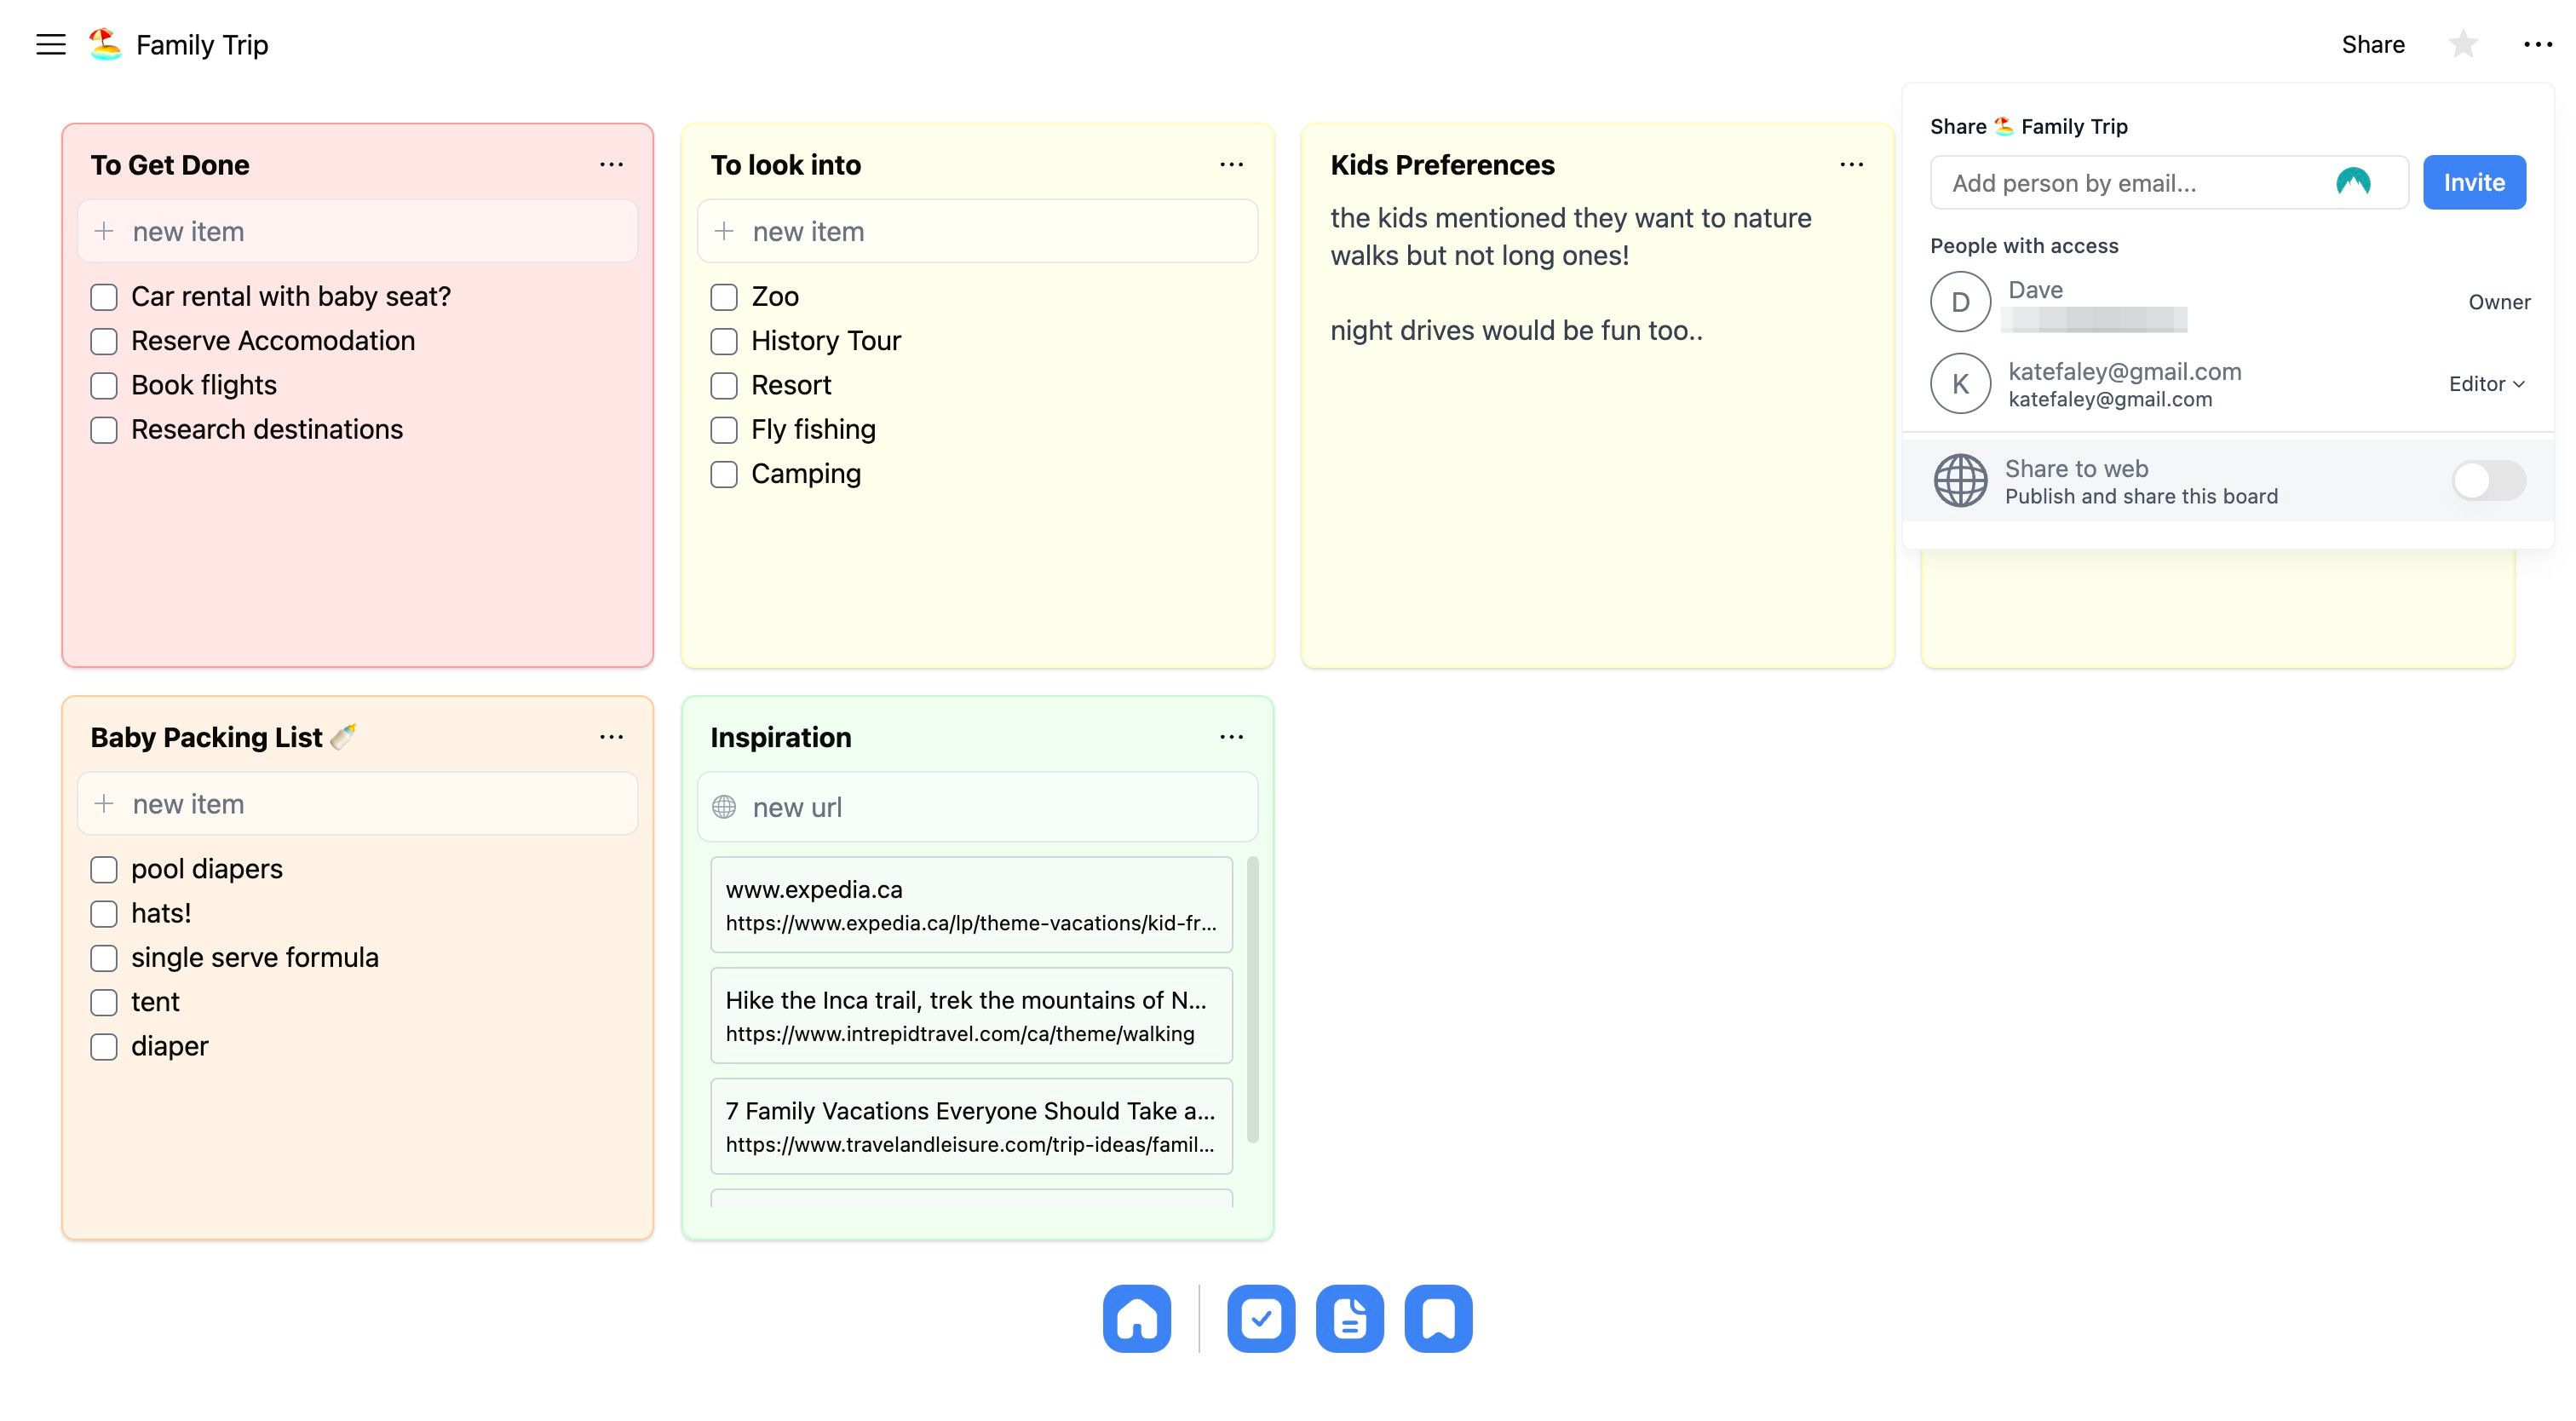 Family Trip
Share
To Get Done
new item
Car rental with baby seat?
Reserve Accomodation
Book flights
Research destinations
To look into
new item
Zoo
History Tour
Resort
Fly fishing
Camping
Kids Preferences
the kids mentioned they want to nature
walks but not long ones!
night drives would be fun too..
Share 🏖️ Family Trip
Add person by email...
Invite
People with access
D
Dave
Owner
K
katefaley@gmail.com
katefaley@gmail.com
Editor
Share to web
Publish and share this board
Baby Packing List 🍼
new item
pool diapers
hats!
single serve formula
tent
diaper
Inspiration
new url
www.expedia.ca
https://www.expedia.ca/lp/theme-vacations/kid-fr...
Hike the Inca trail, trek the mountains of N...
https://www.intrepidtravel.com/ca/theme/walking
7 Family Vacations Everyone Should Take a...
https://www.travelandleisure.com/trip-ideas/famil...